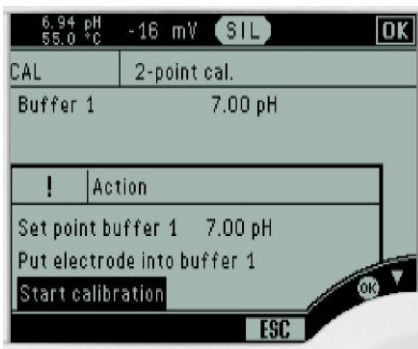 6.94 pH -16 mV SIL OK
55.0 °C
CAL 2-point cal.
Buffer 1 7.00 pH
! Action
Set point buffer 1 7.00 pH
Put electrode into buffer 1
Start calibration OK
ESC